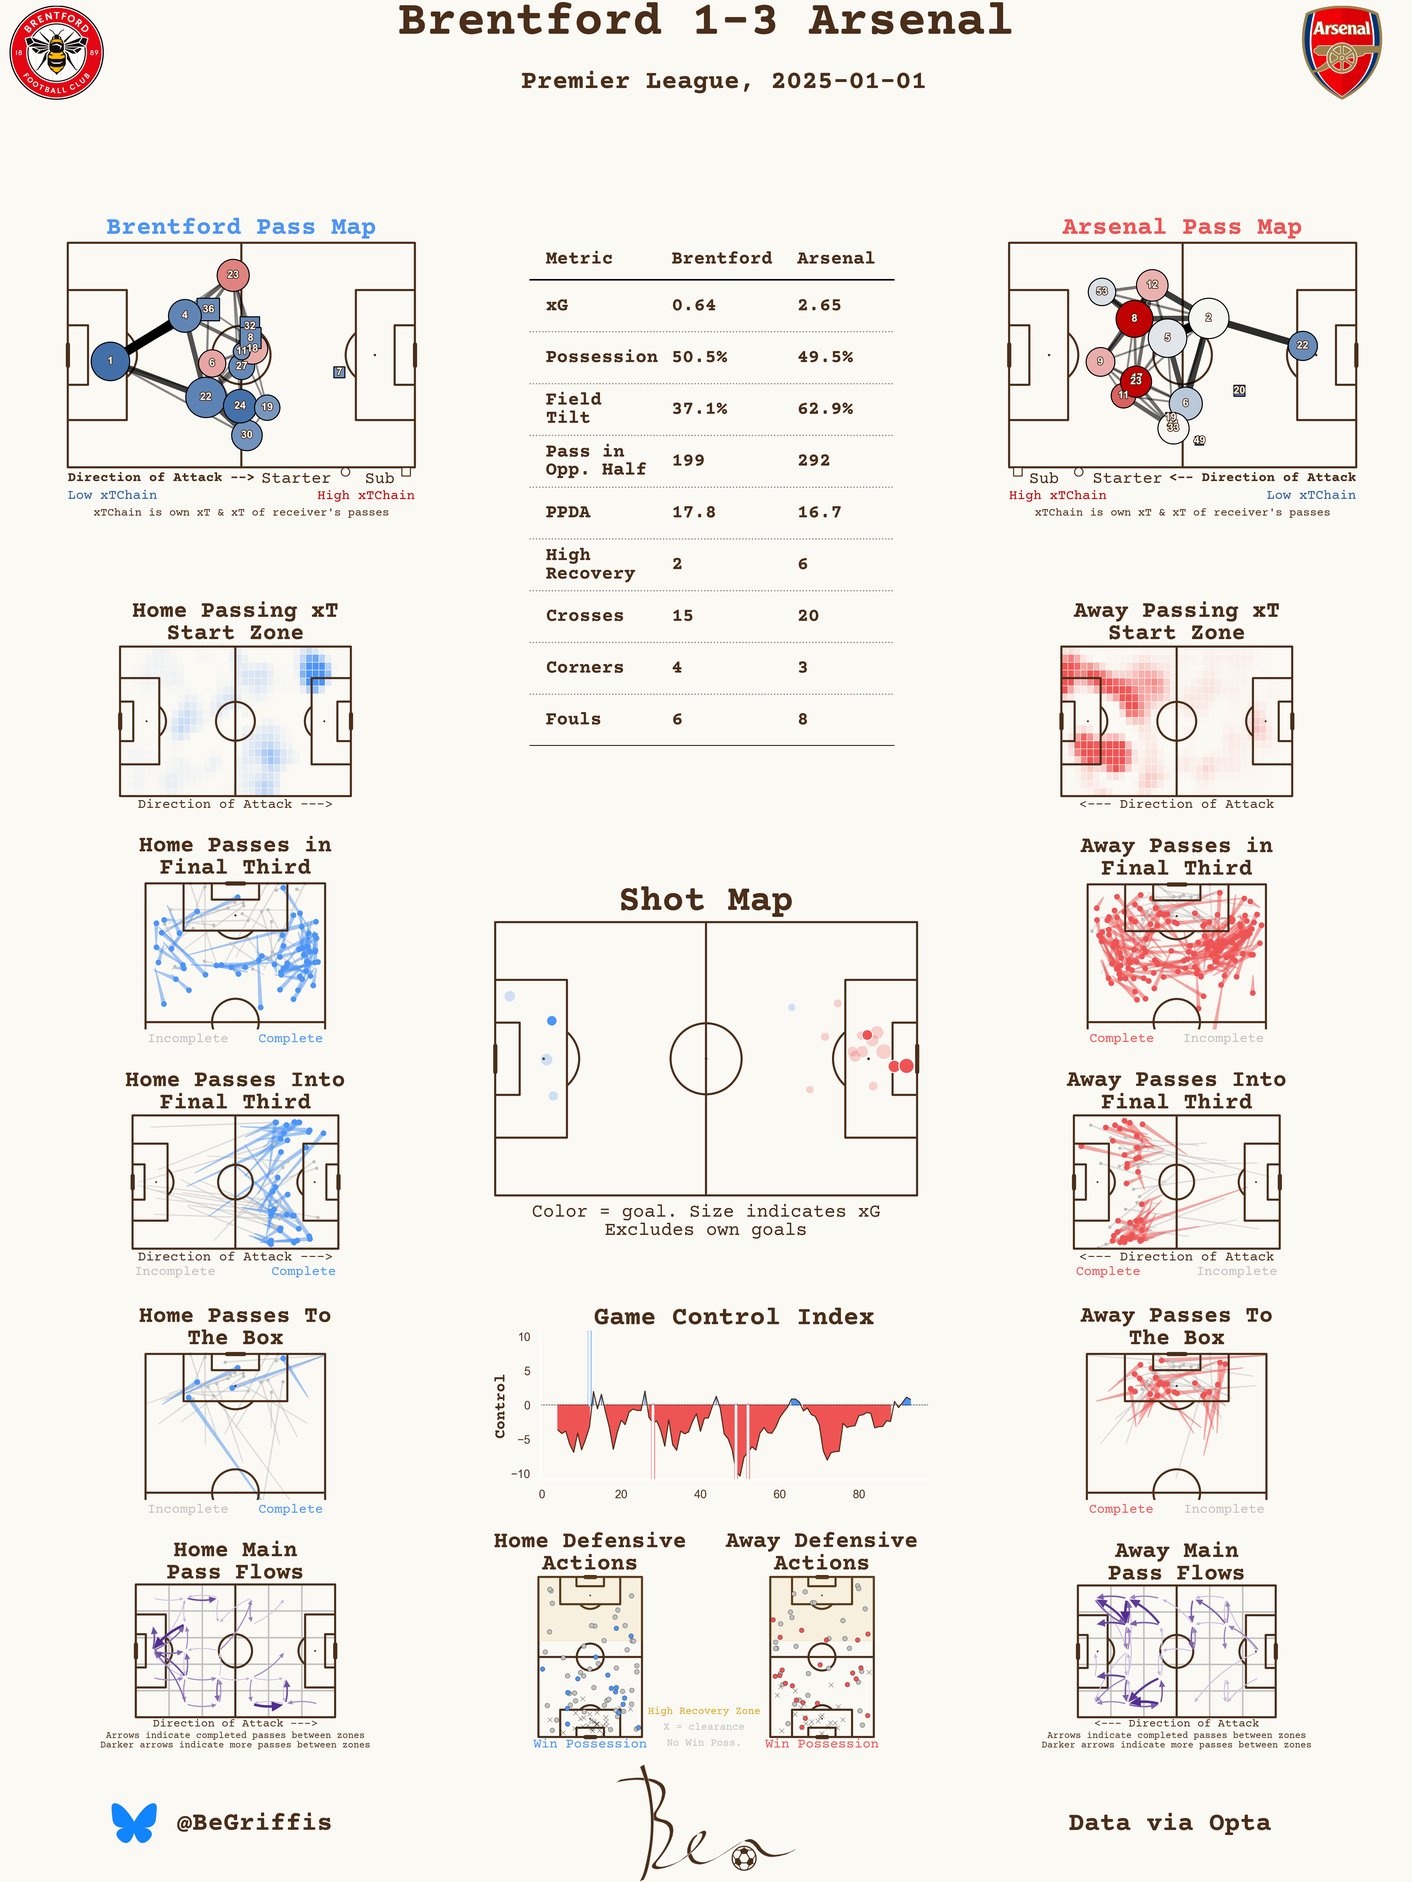 Brentford 1-3 Arsenal
Premier League, 2025-01-01
BRENTFORD
18 89
FOOTBALL CLUB
Arsenal
Brentford Pass Map
23
36
4
32
8
11 18
1
6
27
7
22
24
19
30
Direction of Attack --> Starter Sub
Low xTChain High xTChain
xTChain is own xT & xT of receiver's passes
Metric Brentford Arsenal
xG 0.64 2.65
Possession 50.5% 49.5%
Field Tilt 37.1% 62.9%
Pass in Opp. Half 199 292
PPDA 17.8 16.7
High Recovery 2 6
Crosses 15 20
Corners 4 3
Fouls 6 8
Arsenal Pass Map
53
12
8
2
5
22
9
23
11
20
6
19
33
49
Sub Starter <-- Direction of Attack
High xTChain Low xTChain
xTChain is own xT & xT of receiver's passes
Home Passing xT
Start Zone
Direction of Attack --->
Away Passing xT
Start Zone
<--- Direction of Attack
Home Passes in
Final Third
Incomplete Complete
Away Passes in
Final Third
Complete Incomplete
Shot Map
Color = goal. Size indicates xG
Excludes own goals
Home Passes Into
Final Third
Direction of Attack --->
Incomplete Complete
Away Passes Into
Final Third
<--- Direction of Attack
Complete Incomplete
Home Passes To
The Box
Incomplete Complete
Game Control Index
Control
10
5
0
−5
−10
0 20 40 60 80
Away Passes To
The Box
Complete Incomplete
Home Main
Pass Flows
Direction of Attack --->
Arrows indicate completed passes between zones
Darker arrows indicate more passes between zones
Home Defensive
Actions
Win Possession
Away Defensive
Actions
Win Possession
High Recovery Zone
X = clearance
No Win Poss.
Away Main
Pass Flows
<--- Direction of Attack
Arrows indicate completed passes between zones
Darker arrows indicate more passes between zones
@BeGriffis
Ben
Data via Opta